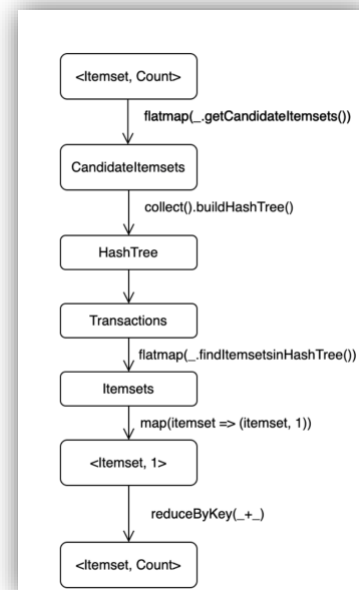 <Itemset, Count>
flatmap(_.getCandidateItemsets())
CandidateItemsets
collect().buildHashTree()
HashTree
Transactions
flatmap(_.findItemsetsinHashTree())
Itemsets
map(itemset => (itemset, 1))
<Itemset, 1>
reduceByKey(_+_)
<Itemset, Count>